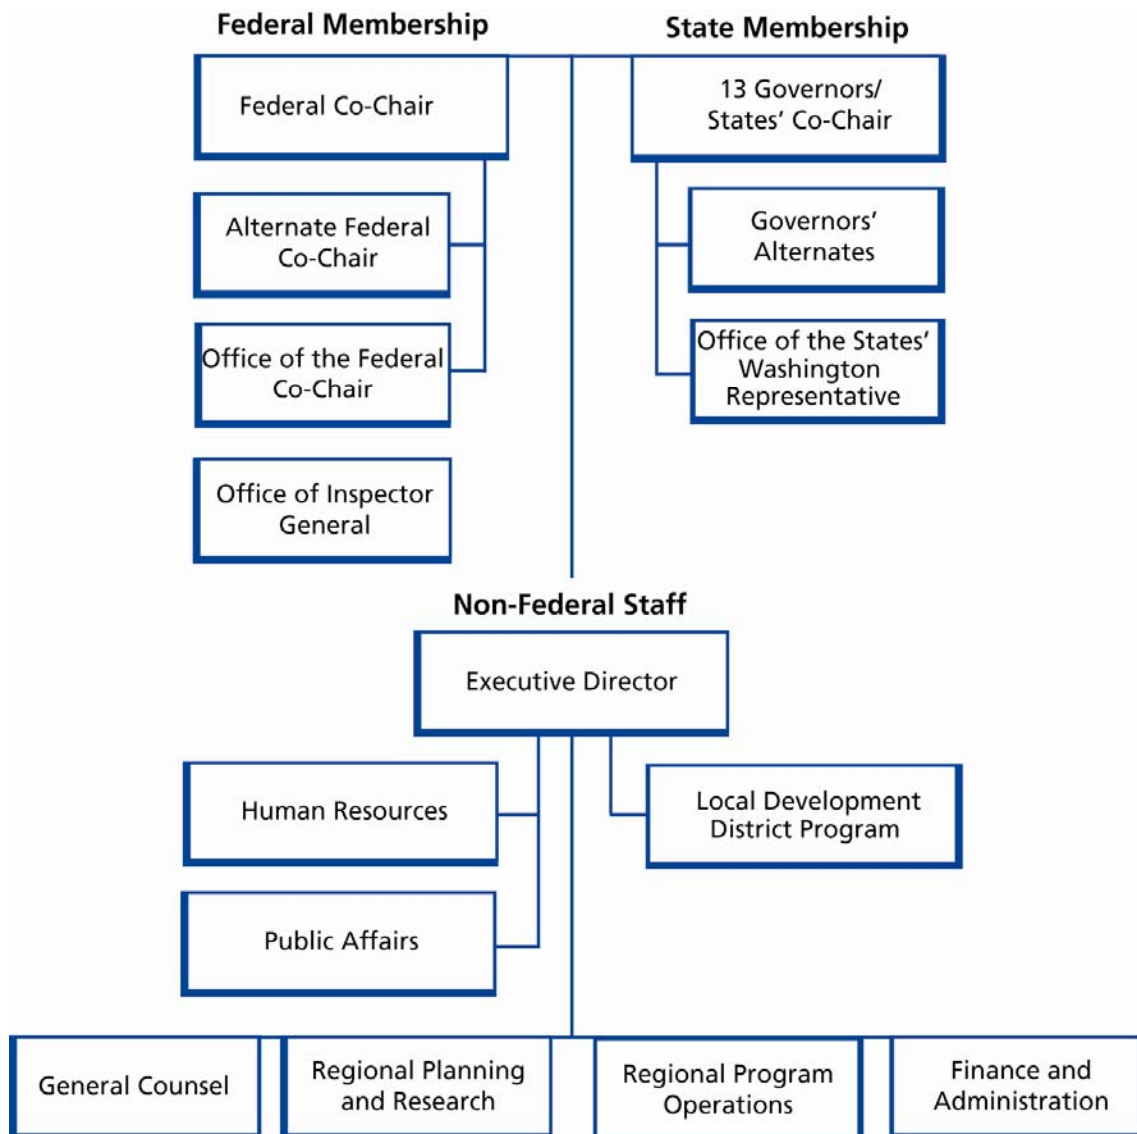 Federal Membership
State Membership
Federal Co-Chair
13 Governors/
States' Co-Chair
Alternate Federal
Co-Chair
Governors'
Alternates
Office of the Federal
Co-Chair
Office of the States'
Washington
Representative
Office of Inspector
General
Non-Federal Staff
Executive Director
Human Resources
Local Development
District Program
Public Affairs
General Counsel
Regional Planning
and Research
Regional Program
Operations
Finance and
Administration